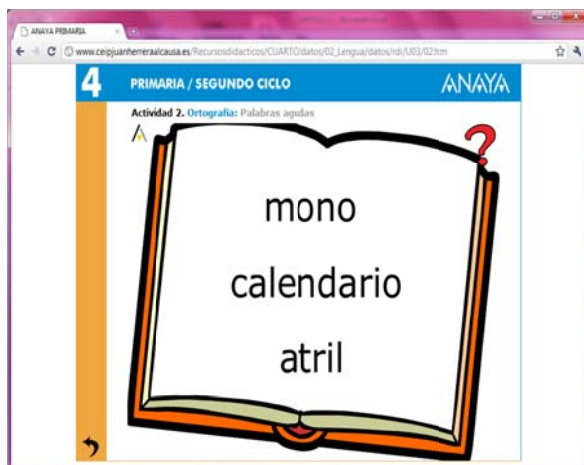 ANAYA PRIMARIA
www.ceipjuanherreraalcausa.es/Recursosdidacticos/CUARTO/datos/02_Lengua/datos/rdi/U03/02.htm
4 PRIMARIA / SEGUNDO CICLO ANAYA
Actividad 2. Ortografía: Palabras agudas
?
mono
calendario
atril